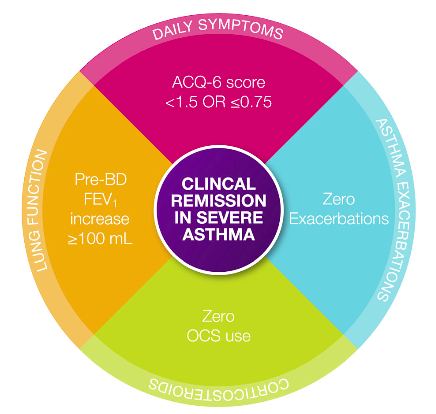 DAILY SYMPTOMS
ACQ-6 score
<1.5 OR ≤0.75
ASTHMA EXACERBATIONS
Zero
Exacerbations
CLINCAL
REMISSION
IN SEVERE
ASTHMA
LUNG FUNCTION
Pre-BD
FEV₁
increase
≥100 mL
Zero
OCS use
CORTICOSTEROIDS